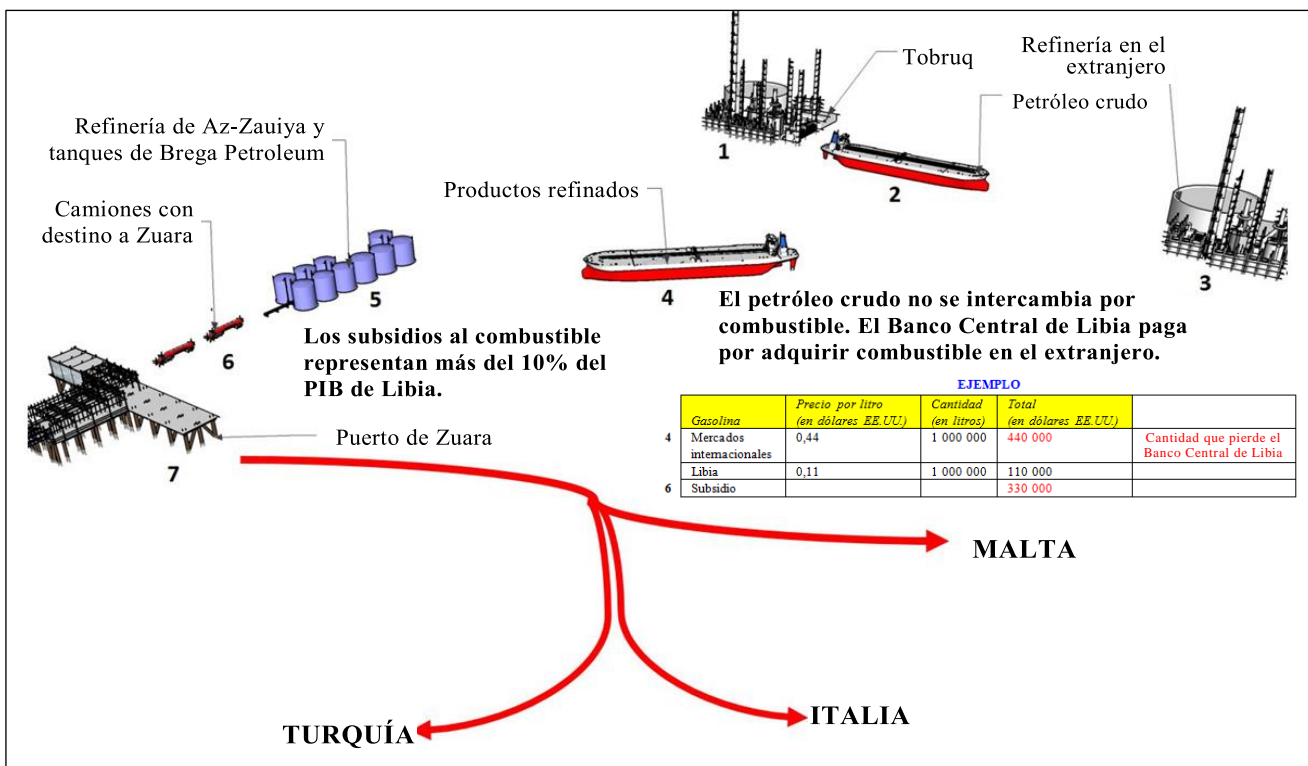 Tobruq
Refinería en el
extranjero
Petróleo crudo
1
2
3
Refinería de Az-Zauiya y
tanques de Brega Petroleum
Productos refinados
Camiones con
destino a Zuara
4
5
6
El petróleo crudo no se intercambia por
combustible. El Banco Central de Libia paga
por adquirir combustible en el extranjero.
Los subsidios al combustible
representan más del 10% del
PIB de Libia.
Puerto de Zuara
7
EJEMPLO
Gasolina Precio por litro (en dólares EE.UU.) Cantidad (en litros) Total (en dólares EE.UU.)
4 Mercados internacionales 0,44 1 000 000 440 000 Cantidad que pierde el Banco Central de Libia
Libia 0,11 1 000 000 110 000
6 Subsidio 330 000
MALTA
ITALIA
TURQUÍA